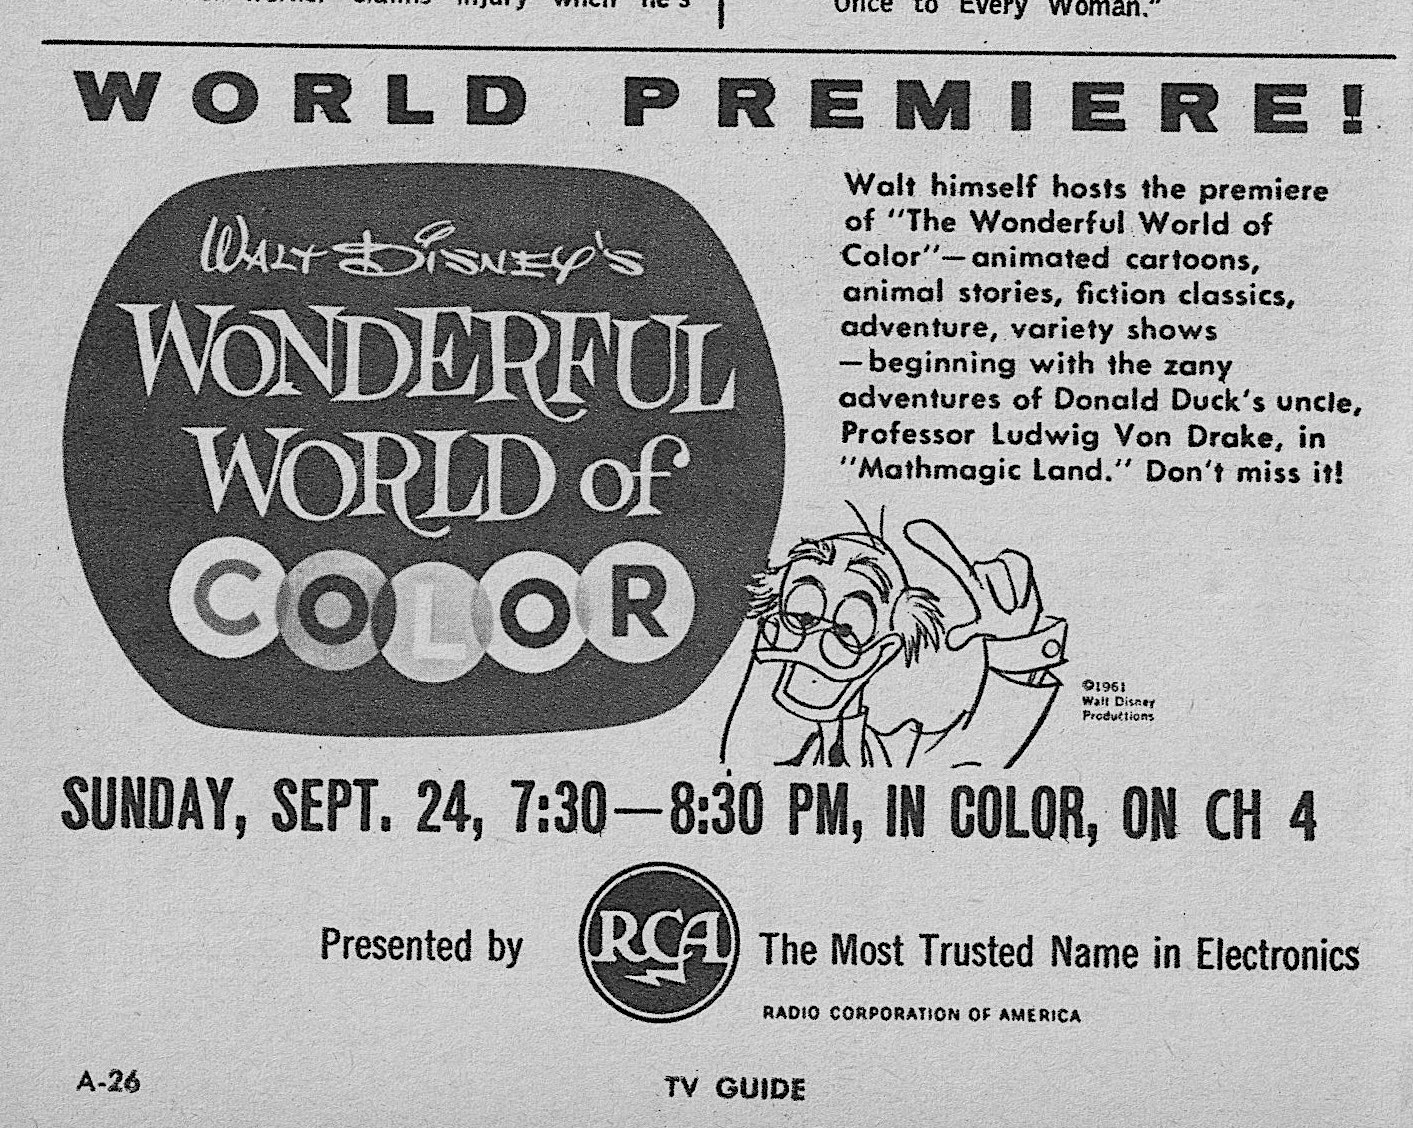 injury when he's
Once to Every Woman."
WORLD PREMIERE!
WALT DISNEY'S
WONDERFUL
WORLD of
COLOR
Walt himself hosts the premiere
of "The Wonderful World of
Color"—animated cartoons,
animal stories, fiction classics,
adventure, variety shows
—beginning with the zany
adventures of Donald Duck's uncle,
Professor Ludwig Von Drake, in
"Mathmagic Land." Don't miss it!
©1961
Walt Disney
Productions
SUNDAY, SEPT. 24, 7:30—8:30 PM, IN COLOR, ON CH 4
Presented by
RCA
The Most Trusted Name in Electronics
RADIO CORPORATION OF AMERICA
A-26
TV GUIDE